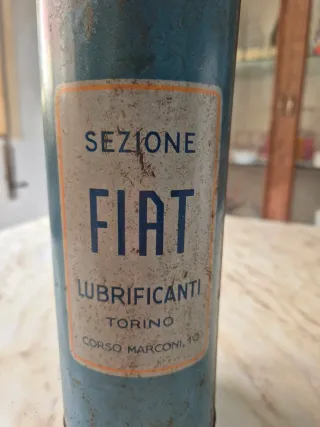 SEZIONE
FIAT
LUBRIFICANTI
TORINO
CORSO MARCONI, 10